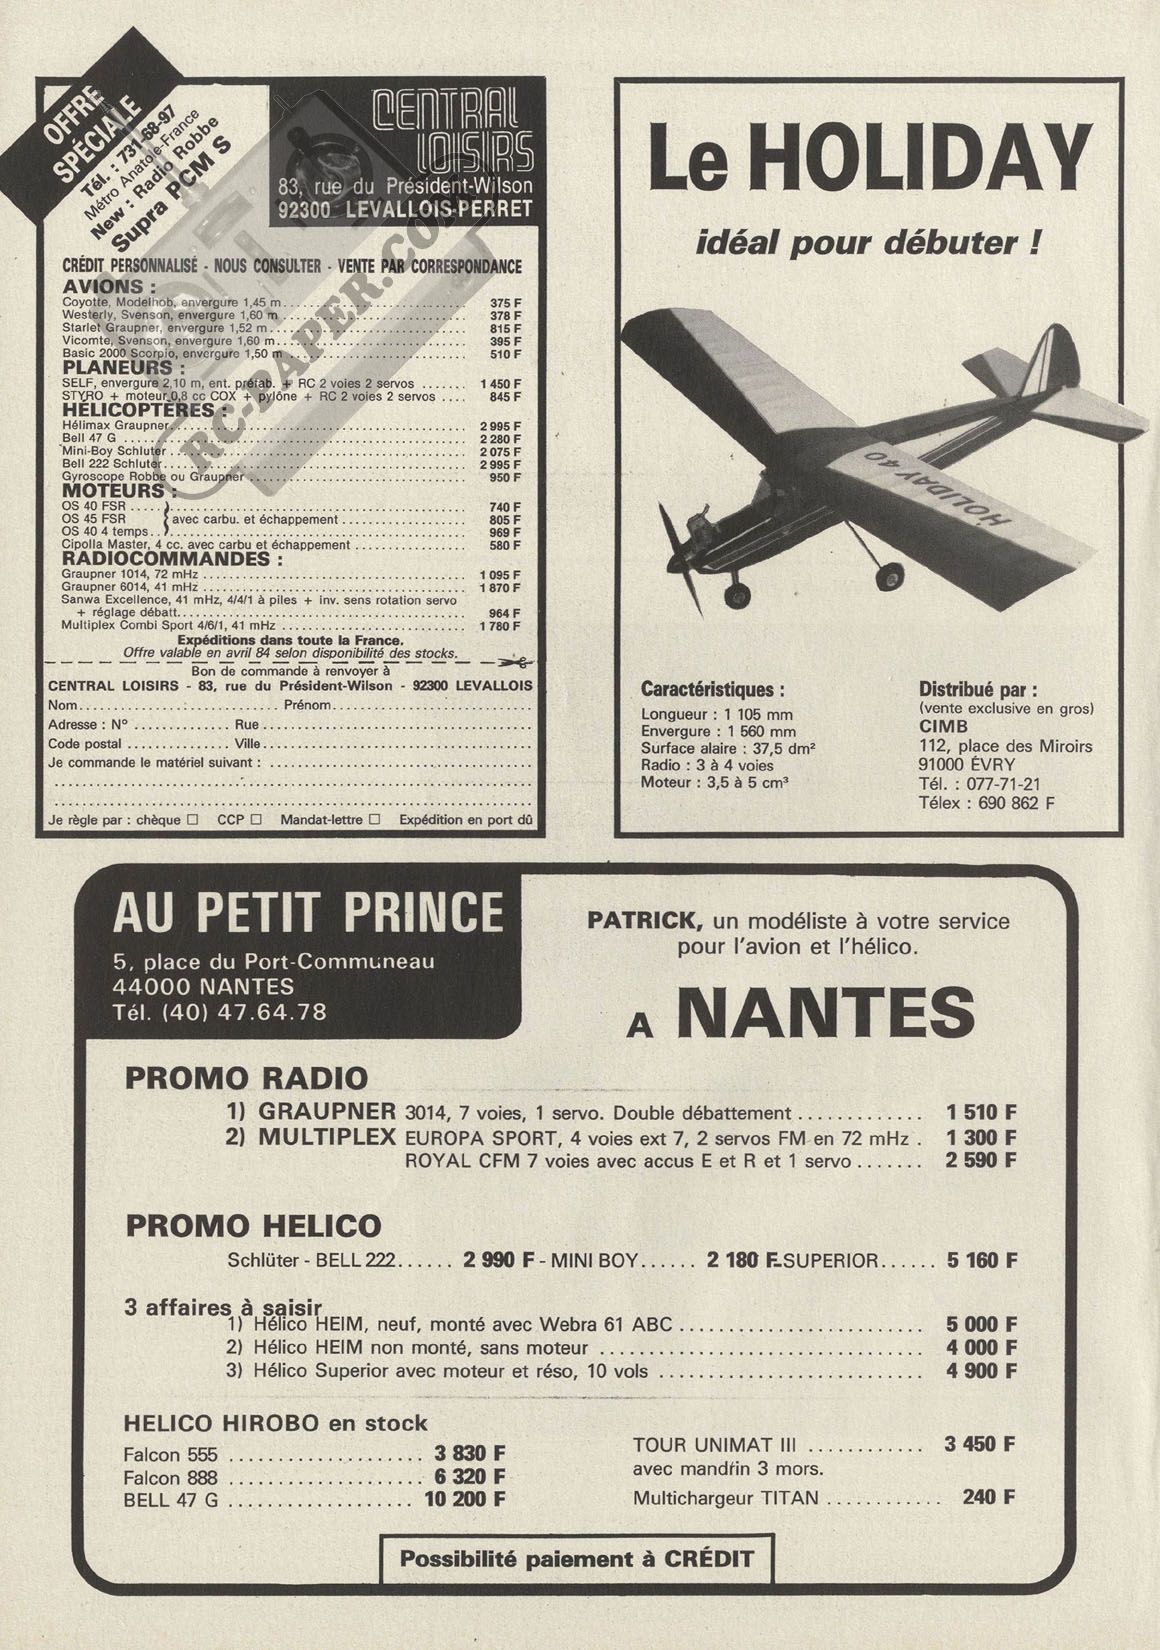 OFFRE
SPÉCIALE
Tél. : 731-68-97
Métro Anatole-France
New : Radio Robbe
Supra PCM S
CENTRAL
LOISIRS
83, rue du Président-Wilson
92300 LEVALLOIS-PERRET
CRÉDIT PERSONNALISÉ - NOUS CONSULTER - VENTE PAR CORRESPONDANCE
AVIONS :
Coyotte, Modelhob, envergure 1,45 m 375 F
Westerly, Svenson, envergure 1,60 m 378 F
Starlet Graupner, envergure 1,52 m 815 F
Vicomte, Svenson, envergure 1,60 m 395 F
Basic 2000 Scorpio, envergure 1,50 m 510 F
PLANEURS :
SELF, envergure 2,10 m, ent. préfab. + RC 2 voies 2 servos 1 450 F
STYRO + moteur 0,8 cc COX + pylône + RC 2 voies 2 servos 845 F
HÉLICOPTÈRES :
Hélimax Graupner 2 995 F
Bell 47 G 2 280 F
Mini-Boy Schluter 2 075 F
Bell 222 Schluter 2 995 F
Gyroscope Robbe ou Graupner 950 F
MOTEURS :
OS 40 FSR 740 F
OS 45 FSR avec carbu. et échappement 805 F
OS 40 4 temps 969 F
Cipolla Master, 4 cc. avec carbu et échappement 580 F
RADIOCOMMANDES :
Graupner 1014, 72 mHz 1 095 F
Graupner 6014, 41 mHz 1 870 F
Sanwa Excellence, 41 mHz, 4/4/1 à piles + inv. sens rotation servo
+ réglage débatt. 964 F
Multiplex Combi Sport 4/6/1, 41 mHz 1 780 F
Expéditions dans toute la France.
Offre valable en avril 84 selon disponibilité des stocks.
Bon de commande à renvoyer à
CENTRAL LOISIRS - 83, rue du Président-Wilson - 92300 LEVALLOIS
Nom Prénom
Adresse : N° Rue
Code postal Ville
Je commande le matériel suivant :
Je règle par : chèque □ CCP □ Mandat-lettre □ Expédition en port dû
RC-PAPER.COM
Le HOLIDAY
idéal pour débuter !
HOLIDAY 40
Caractéristiques :
Longueur : 1 105 mm
Envergure : 1 560 mm
Surface alaire : 37,5 dm²
Radio : 3 à 4 voies
Moteur : 3,5 à 5 cm³
Distribué par :
(vente exclusive en gros)
CIMB
112, place des Miroirs
91000 ÉVRY
Tél. : 077-71-21
Télex : 690 862 F
AU PETIT PRINCE
5, place du Port-Communeau
44000 NANTES
Tél. (40) 47.64.78
PATRICK, un modéliste à votre service
pour l'avion et l'hélico.
A NANTES
PROMO RADIO
1) GRAUPNER 3014, 7 voies, 1 servo. Double débattement 1 510 F
2) MULTIPLEX EUROPA SPORT, 4 voies ext 7, 2 servos FM en 72 mHz . 1 300 F
ROYAL CFM 7 voies avec accus E et R et 1 servo 2 590 F
PROMO HELICO
Schlüter - BELL 222 2 990 F - MINI BOY 2 180 F-SUPERIOR 5 160 F
3 affaires à saisir
1) Hélico HEIM, neuf, monté avec Webra 61 ABC 5 000 F
2) Hélico HEIM non monté, sans moteur 4 000 F
3) Hélico Superior avec moteur et réso, 10 vols 4 900 F
HELICO HIROBO en stock
Falcon 555 3 830 F
Falcon 888 6 320 F
BELL 47 G 10 200 F
TOUR UNIMAT III 3 450 F
avec mandrin 3 mors.
Multichargeur TITAN 240 F
Possibilité paiement à CRÉDIT